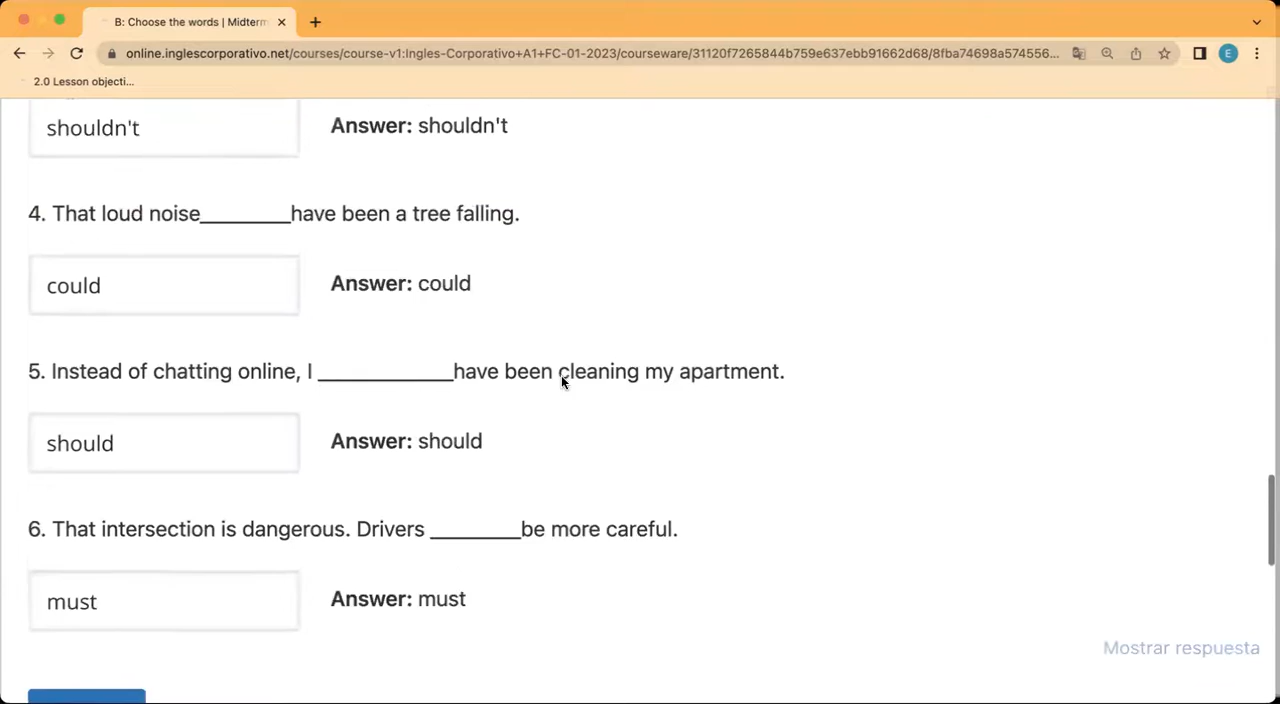 B: Choose the words | Midterm
online.inglescorporativo.net/courses/course-v1:Ingles-Corporativo+A1+FC-01-2023/courseware/31120f7265844b759e637ebb91662d68/8fba74698a574556...
E
2.0 Lesson objecti...
shouldn't
Answer: shouldn't
4. That loud noise________have been a tree falling.
could
Answer: could
5. Instead of chatting online, I ____________have been cleaning my apartment.
should
Answer: should
6. That intersection is dangerous. Drivers ________be more careful.
must
Answer: must
Mostrar respuesta